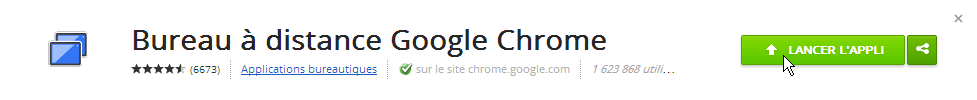 Bureau à distance Google Chrome
LANCER L'APPLI
(6673) Applications bureautiques sur le site chrome.google.com 1 623 868 utili...